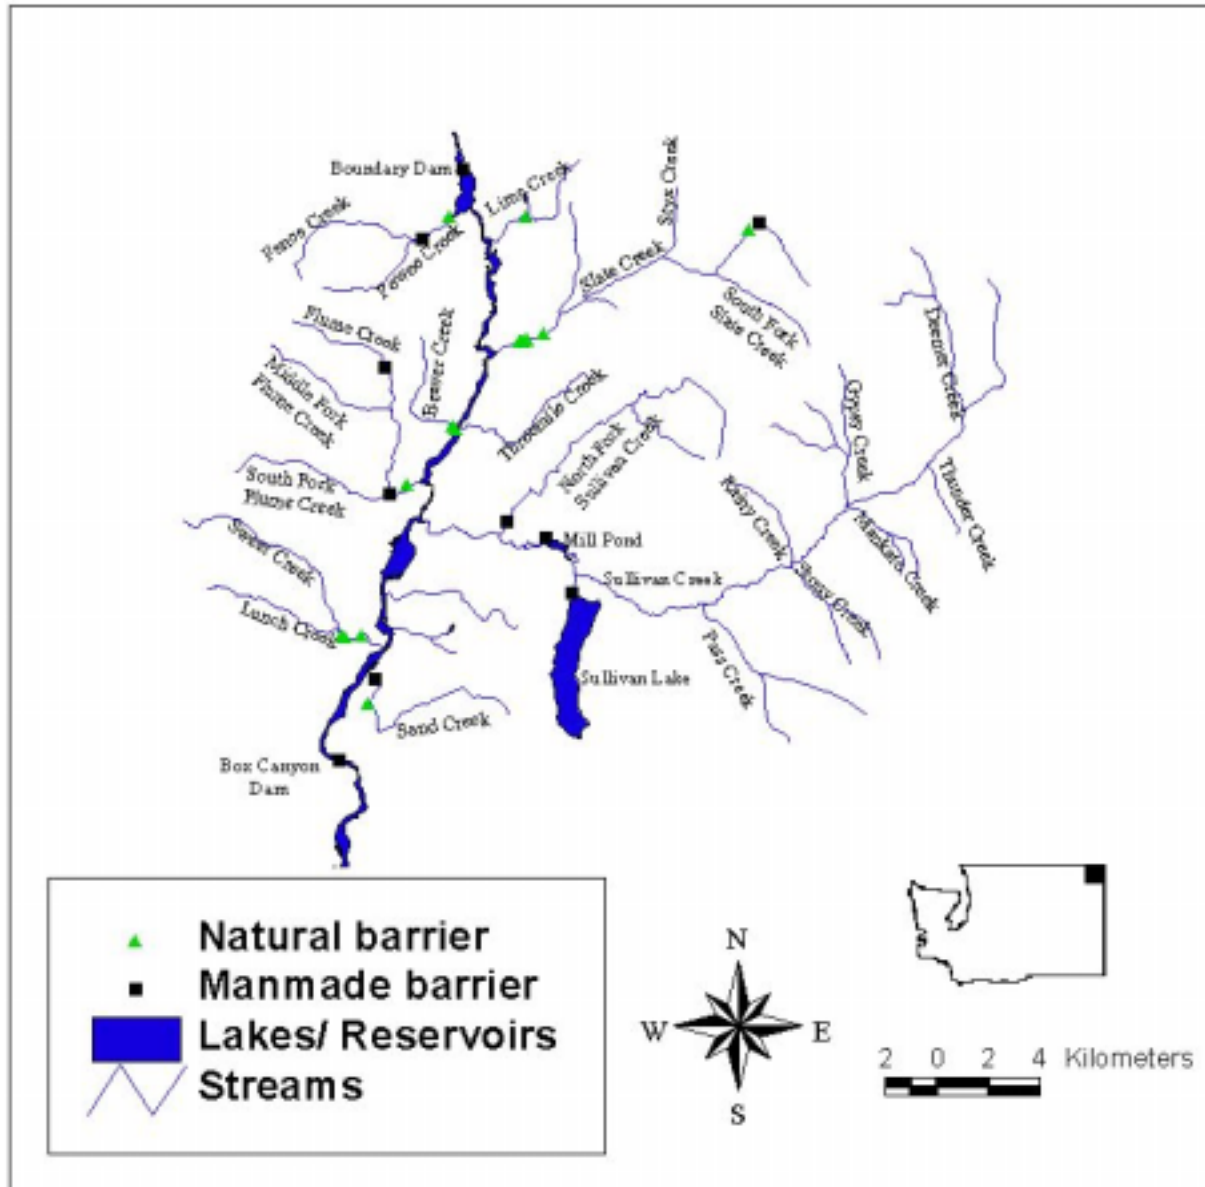 Boundary Dam
Lime Creek
Styx Creek
Fence Creek
Pewee Creek
Slate Creek
South Fork
Slate Creek
Deemer Creek
Flume Creek
Beaver Creek
Middle Fork
Flume Creek
Threemile Creek
Gypsy Creek
North Fork
Sullivan Creek
South Fork
Flume Creek
Rainy Creek
Thunder Creek
Mankato Creek
Sweet Creek
Mill Pond
Sullivan Creek
Stony Creek
Lunch Creek
Pass Creek
Sullivan Lake
Sand Creek
Box Canyon
Dam
Natural barrier
Manmade barrier
Lakes/ Reservoirs
Streams
N
W
E
S
2 0 2 4 Kilometers